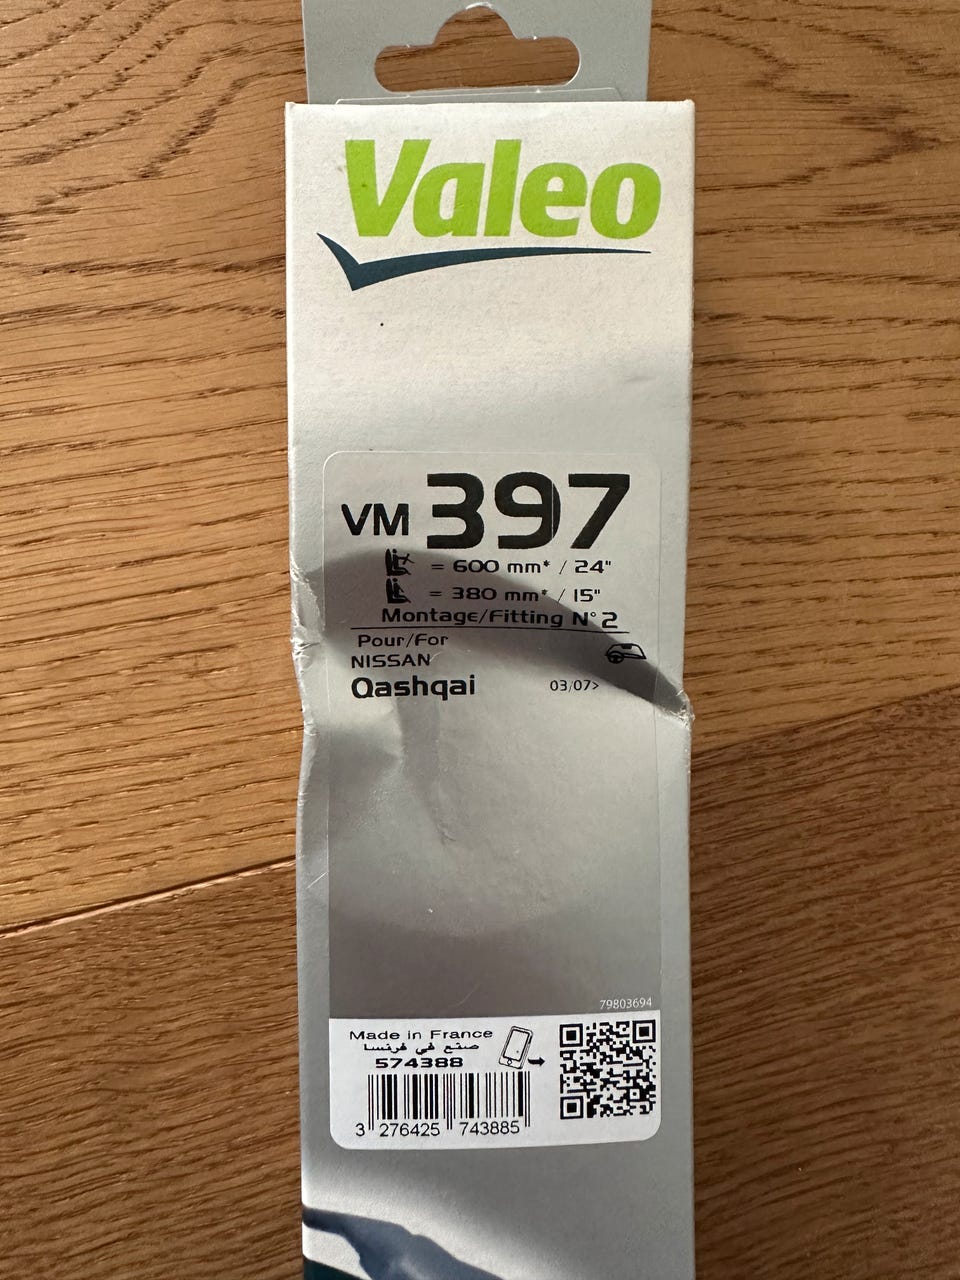 Valeo
VM 397
= 600 mm* / 24"
= 380 mm* / 15"
Montage/Fitting N° 2
Pour/For
NISSAN
Qashqai 03/07>
79803694
Made in France
صنع في فرنسا
574388
3 276425 743885